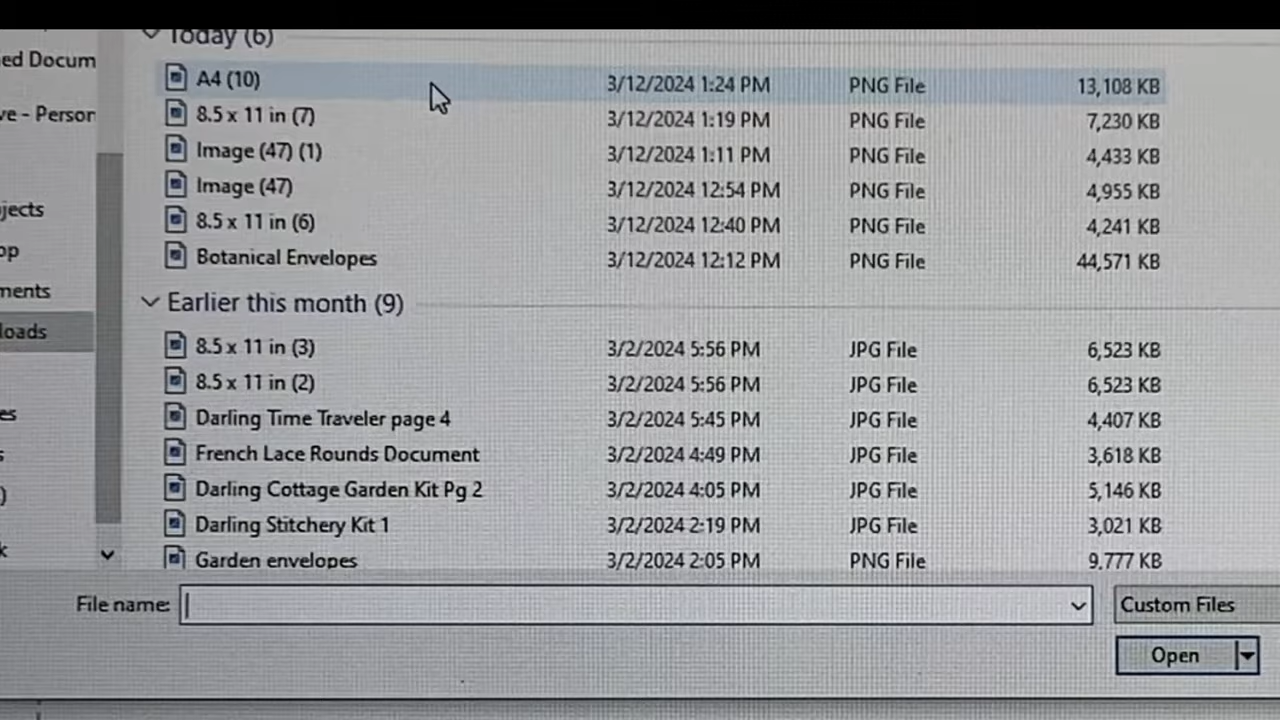 Today (6)
A4 (10) 3/12/2024 1:24 PM PNG File 13,108 KB
8.5 x 11 in (7) 3/12/2024 1:19 PM PNG File 7,230 KB
Image (47) (1) 3/12/2024 1:11 PM PNG File 4,433 KB
Image (47) 3/12/2024 12:54 PM PNG File 4,955 KB
8.5 x 11 in (6) 3/12/2024 12:40 PM PNG File 4,241 KB
Botanical Envelopes 3/12/2024 12:12 PM PNG File 44,571 KB
Earlier this month (9)
8.5 x 11 in (3) 3/2/2024 5:56 PM JPG File 6,523 KB
8.5 x 11 in (2) 3/2/2024 5:56 PM JPG File 6,523 KB
Darling Time Traveler page 4 3/2/2024 5:45 PM JPG File 4,407 KB
French Lace Rounds Document 3/2/2024 4:49 PM JPG File 3,618 KB
Darling Cottage Garden Kit Pg 2 3/2/2024 4:05 PM JPG File 5,146 KB
Darling Stitchery Kit 1 3/2/2024 2:19 PM JPG File 3,021 KB
Garden envelopes 3/2/2024 2:05 PM PNG File 9,777 KB
ed Docum
ve - Person
jects
op
ments
loads
es
s
)
k
File name:
Custom Files
Open